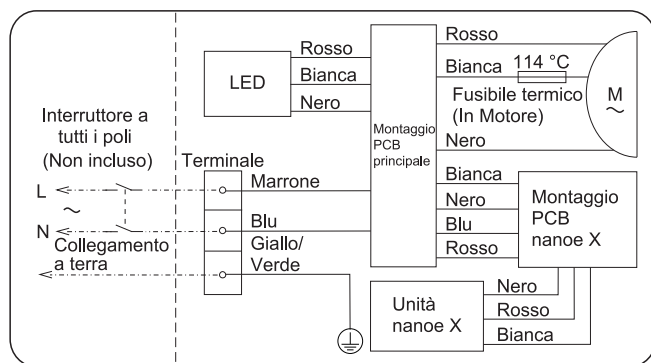 Rosso
Bianca
Nero
LED
Rosso
Bianca
114 °C
Fusibile termico
(In Motore)
Nero
M
~
Interruttore a
tutti i poli
(Non incluso)
Terminale
Montaggio
PCB
principale
L
~
N
Collegamento
a terra
Marrone
Blu
Giallo/
Verde
Bianca
Nero
Blu
Rosso
Montaggio
PCB
nanoe X
Unità
nanoe X
Nero
Rosso
Bianca